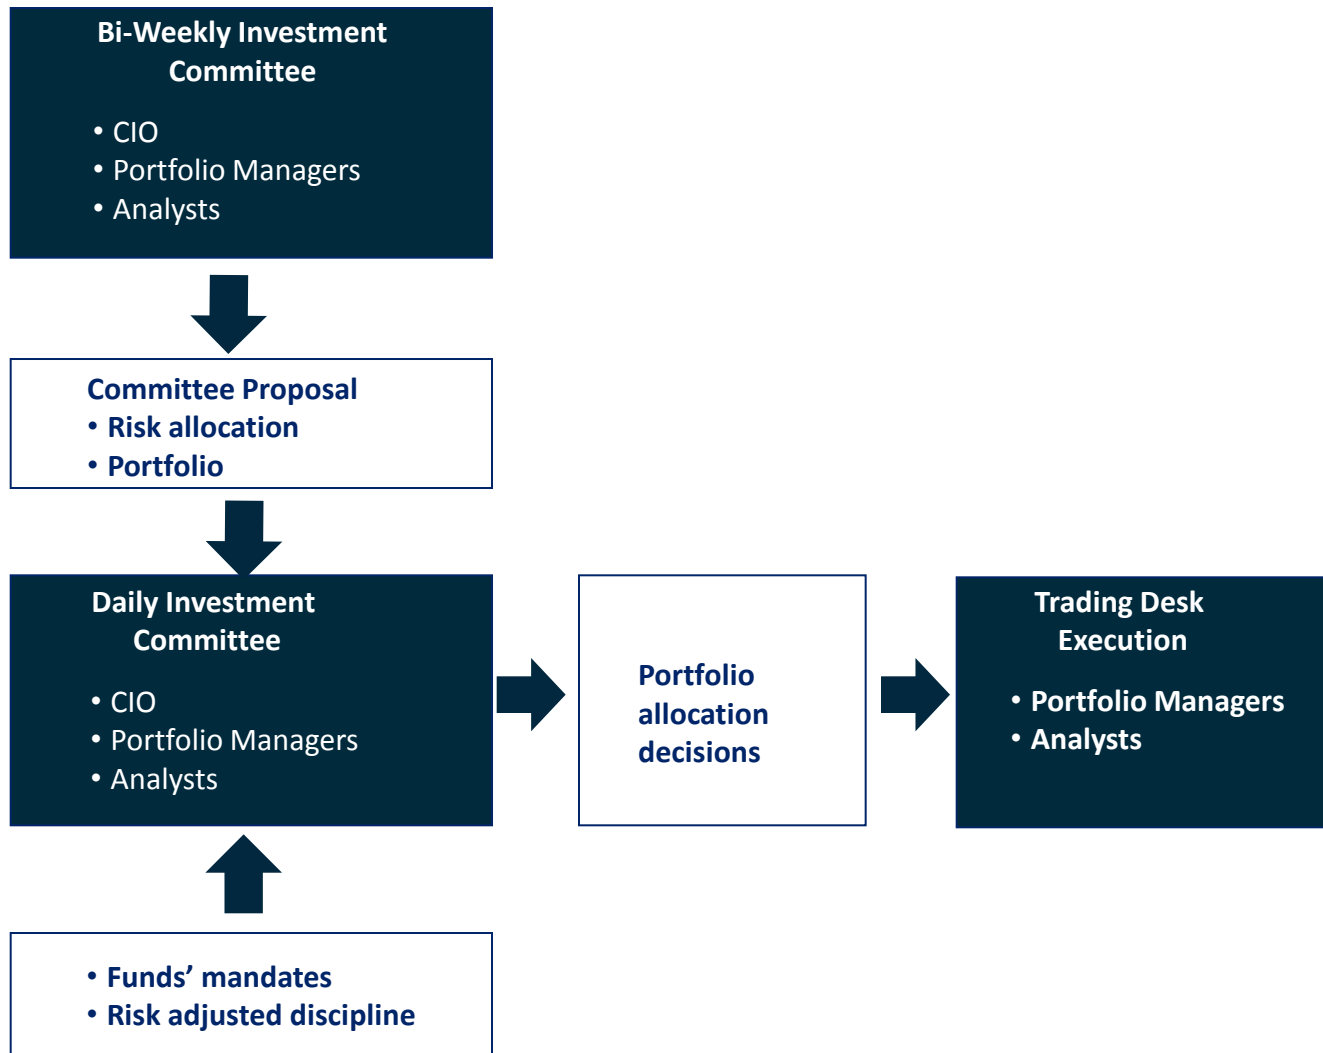 Bi-Weekly Investment
Committee
• CIO
• Portfolio Managers
• Analysts
Committee Proposal
• Risk allocation
• Portfolio
Daily Investment
Committee
• CIO
• Portfolio Managers
• Analysts
Portfolio
allocation
decisions
Trading Desk
Execution
• Portfolio Managers
• Analysts
• Funds’ mandates
• Risk adjusted discipline